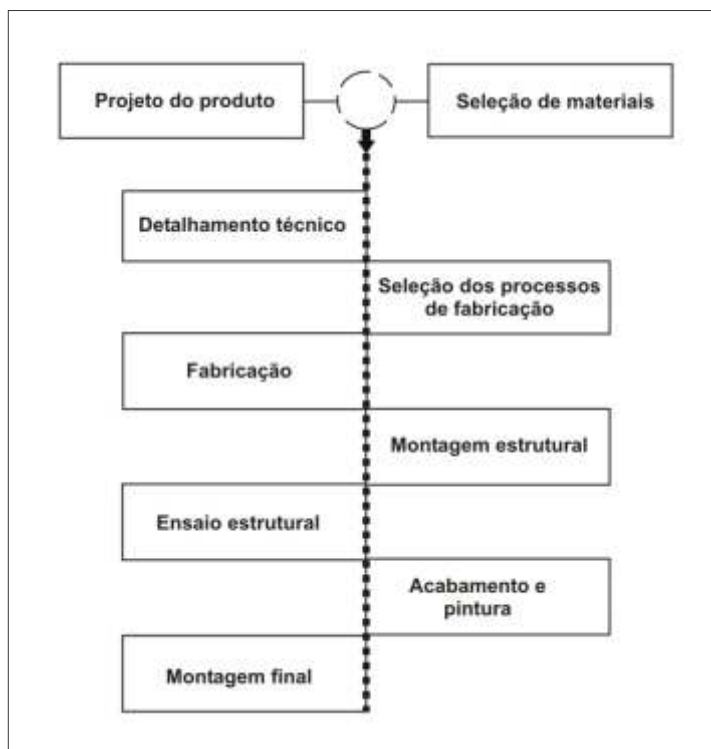 Projeto do produto
Seleção de materiais
Detalhamento técnico
Seleção dos processos
de fabricação
Fabricação
Montagem estrutural
Ensaio estrutural
Acabamento e
pintura
Montagem final